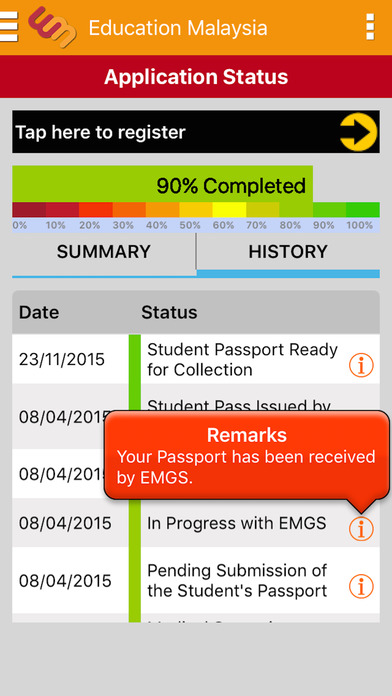 Education Malaysia
Application Status
Tap here to register
90% Completed
0% 10% 20% 30% 40% 50% 60% 70% 80% 90% 100%
SUMMARY HISTORY
Date Status
23/11/2015 Student Passport Ready
for Collection
08/04/2015 Student Pass Issued by
Remarks
Your Passport has been received
by EMGS.
08/04/2015
08/04/2015 In Progress with EMGS
08/04/2015 Pending Submission of
the Student's Passport